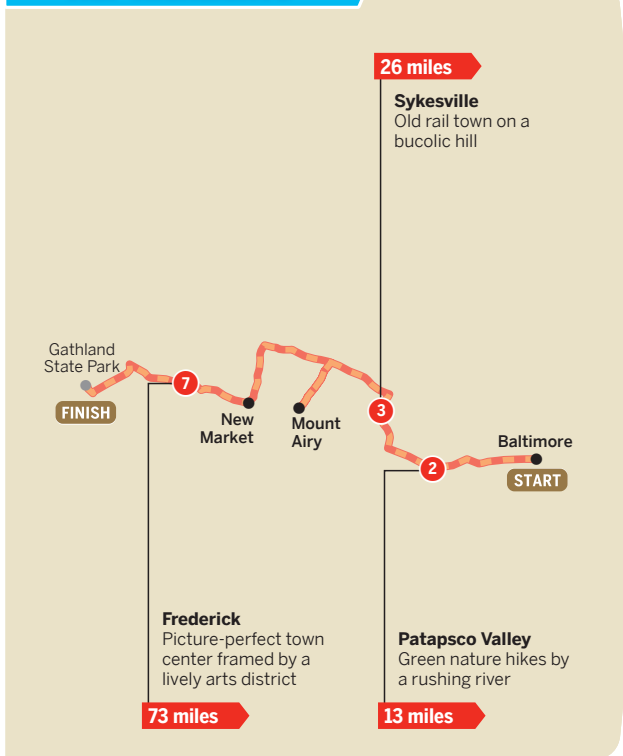 26 miles
Sykesville
Old rail town on a
bucolic hill
Gathland
State Park
FINISH
7
New
Market
Mount
Airy
3
2
Baltimore
START
Frederick
Picture-perfect town
center framed by a
lively arts district
73 miles
Patapsco Valley
Green nature hikes by
a rushing river
13 miles